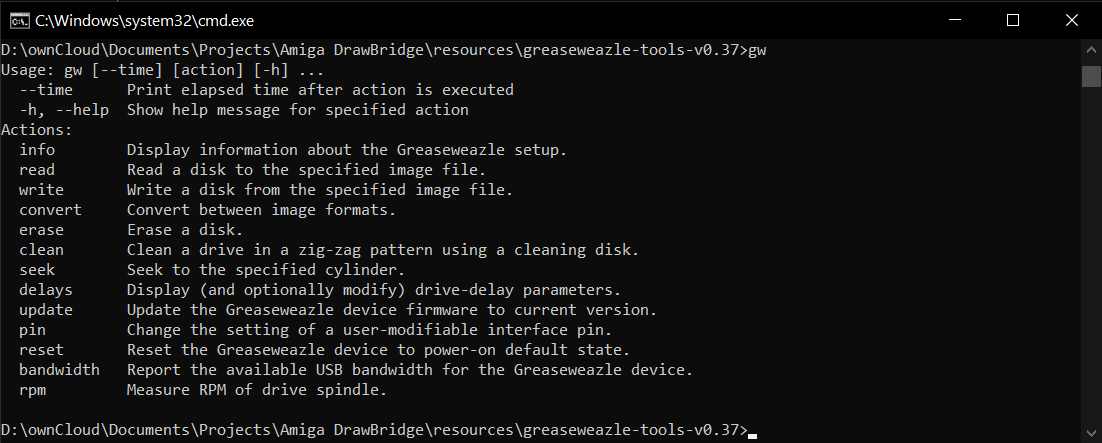 C:\Windows\system32\cmd.exe
D:\ownCloud\Documents\Projects\Amiga DrawBridge\resources\greaseweazle-tools-v0.37>gw
Usage: gw [--time] [action] [-h] ...
  --time      Print elapsed time after action is executed
  -h, --help  Show help message for specified action
Actions:
  info        Display information about the Greaseweazle setup.
  read        Read a disk to the specified image file.
  write       Write a disk from the specified image file.
  convert     Convert between image formats.
  erase       Erase a disk.
  clean       Clean a drive in a zig-zag pattern using a cleaning disk.
  seek        Seek to the specified cylinder.
  delays      Display (and optionally modify) drive-delay parameters.
  update      Update the Greaseweazle device firmware to current version.
  pin         Change the setting of a user-modifiable interface pin.
  reset       Reset the Greaseweazle device to power-on default state.
  bandwidth   Report the available USB bandwidth for the Greaseweazle device.
  rpm         Measure RPM of drive spindle.
D:\ownCloud\Documents\Projects\Amiga DrawBridge\resources\greaseweazle-tools-v0.37>